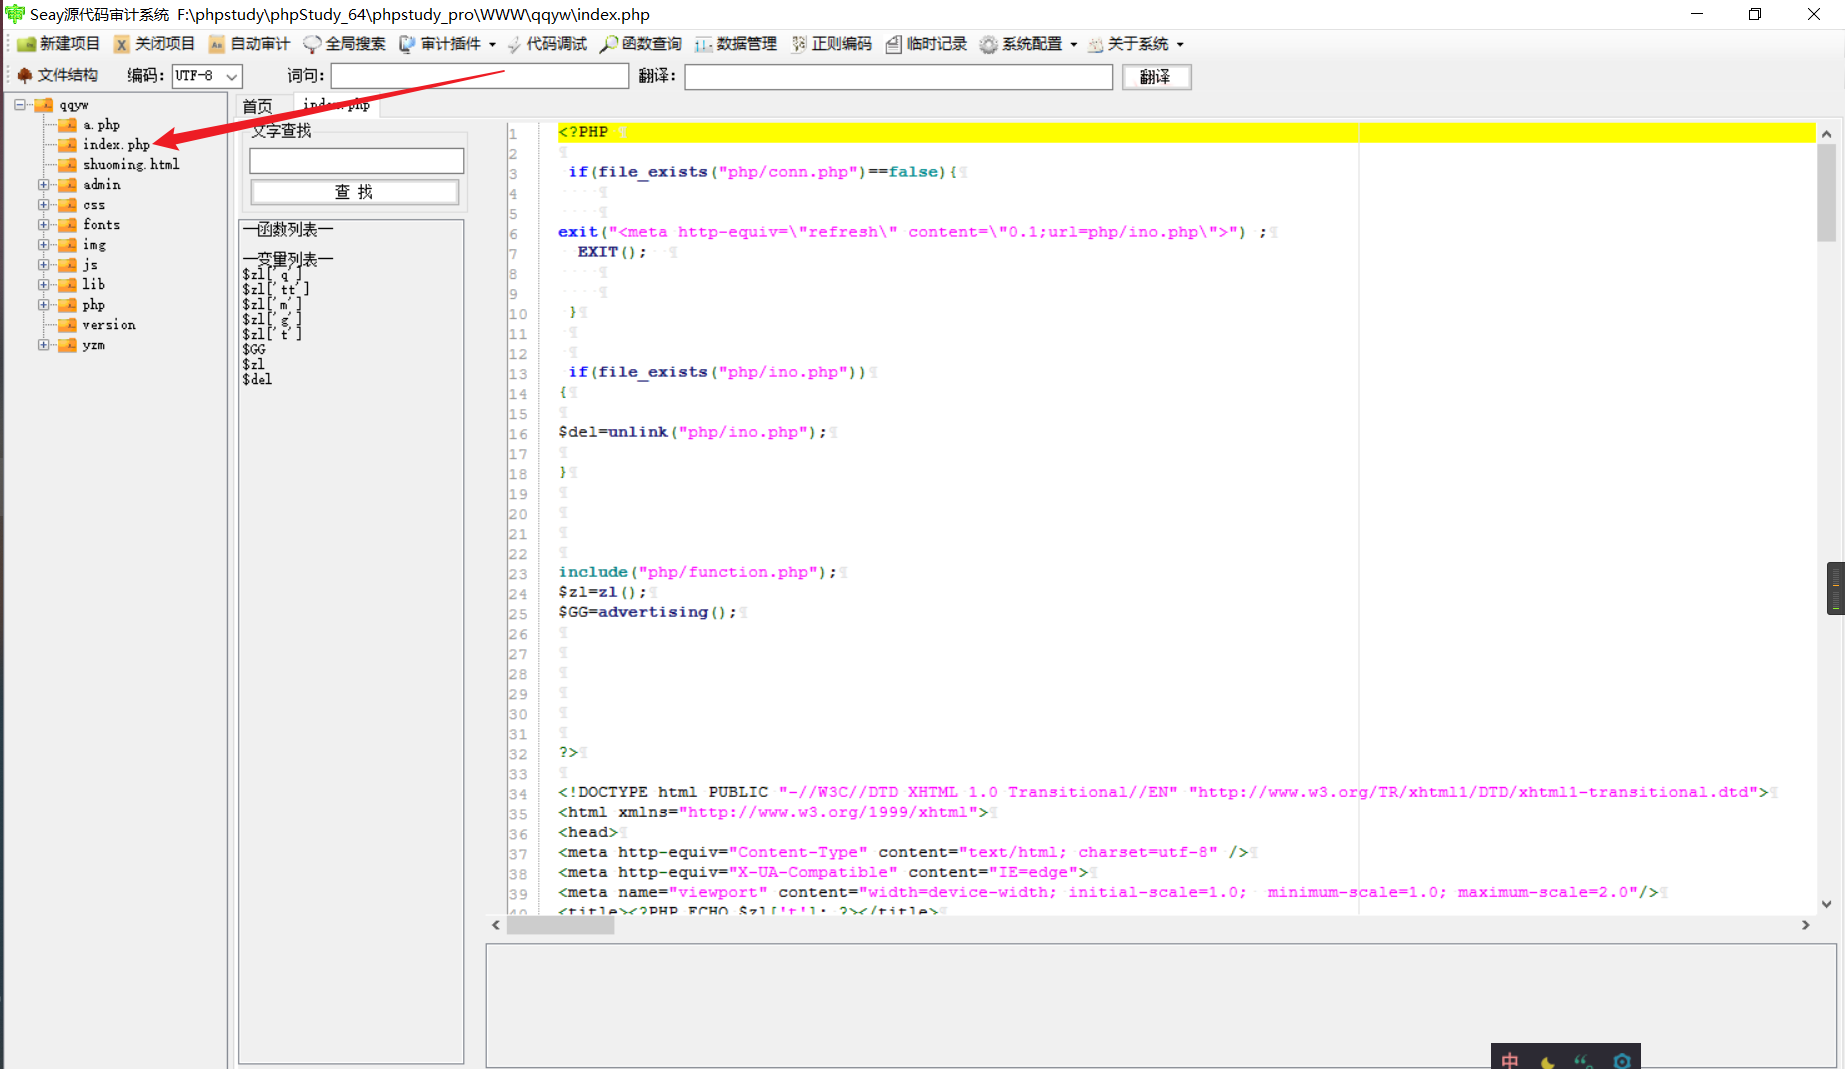 Seay源代码审计系统  F:\phpstudy\phpStudy_64\phpstudy_pro\WWW\qqyw\index.php
新建项目 关闭项目 自动审计 全局搜索 审计插件 代码调试 函数查询 数据管理 正则编码 临时记录 系统配置 关于系统
文件结构 编码: UTF-8 词句: 翻译: 翻译
qqyw
a.php
index.php
shuoming.html
admin
css
fonts
img
js
lib
php
version
yzm
首页 index.php
文字查找
查 找
一函数列表一
一变量列表一
$zl['q']
$zl['tt']
$zl['m']
$zl['g']
$zl['t']
$GG
$zl
$del
1 <?PHP
2
3 if(file_exists("php/conn.php")==false){
4
5
6 exit("<meta http-equiv=\"refresh\" content=\"0.1;url=php/ino.php\">") ;
7 EXIT();
8
9
10 }
11
12
13 if(file_exists("php/ino.php"))
14 {
15
16 $del=unlink("php/ino.php");
17
18 }
19
20
21
22
23 include("php/function.php");
24 $zl=zl();
25 $GG=advertising();
26
27
28
29
30
31
32 ?>
33
34 <!DOCTYPE html PUBLIC "-//W3C//DTD XHTML 1.0 Transitional//EN" "http://www.w3.org/TR/xhtml1/DTD/xhtml1-transitional.dtd">
35 <html xmlns="http://www.w3.org/1999/xhtml">
36 <head>
37 <meta http-equiv="Content-Type" content="text/html; charset=utf-8" />
38 <meta http-equiv="X-UA-Compatible" content="IE=edge">
39 <meta name="viewport" content="width=device-width; initial-scale=1.0;  minimum-scale=1.0; maximum-scale=2.0"/>
40 <title><?PHP ECHO $zl['t']; ?></title>
中